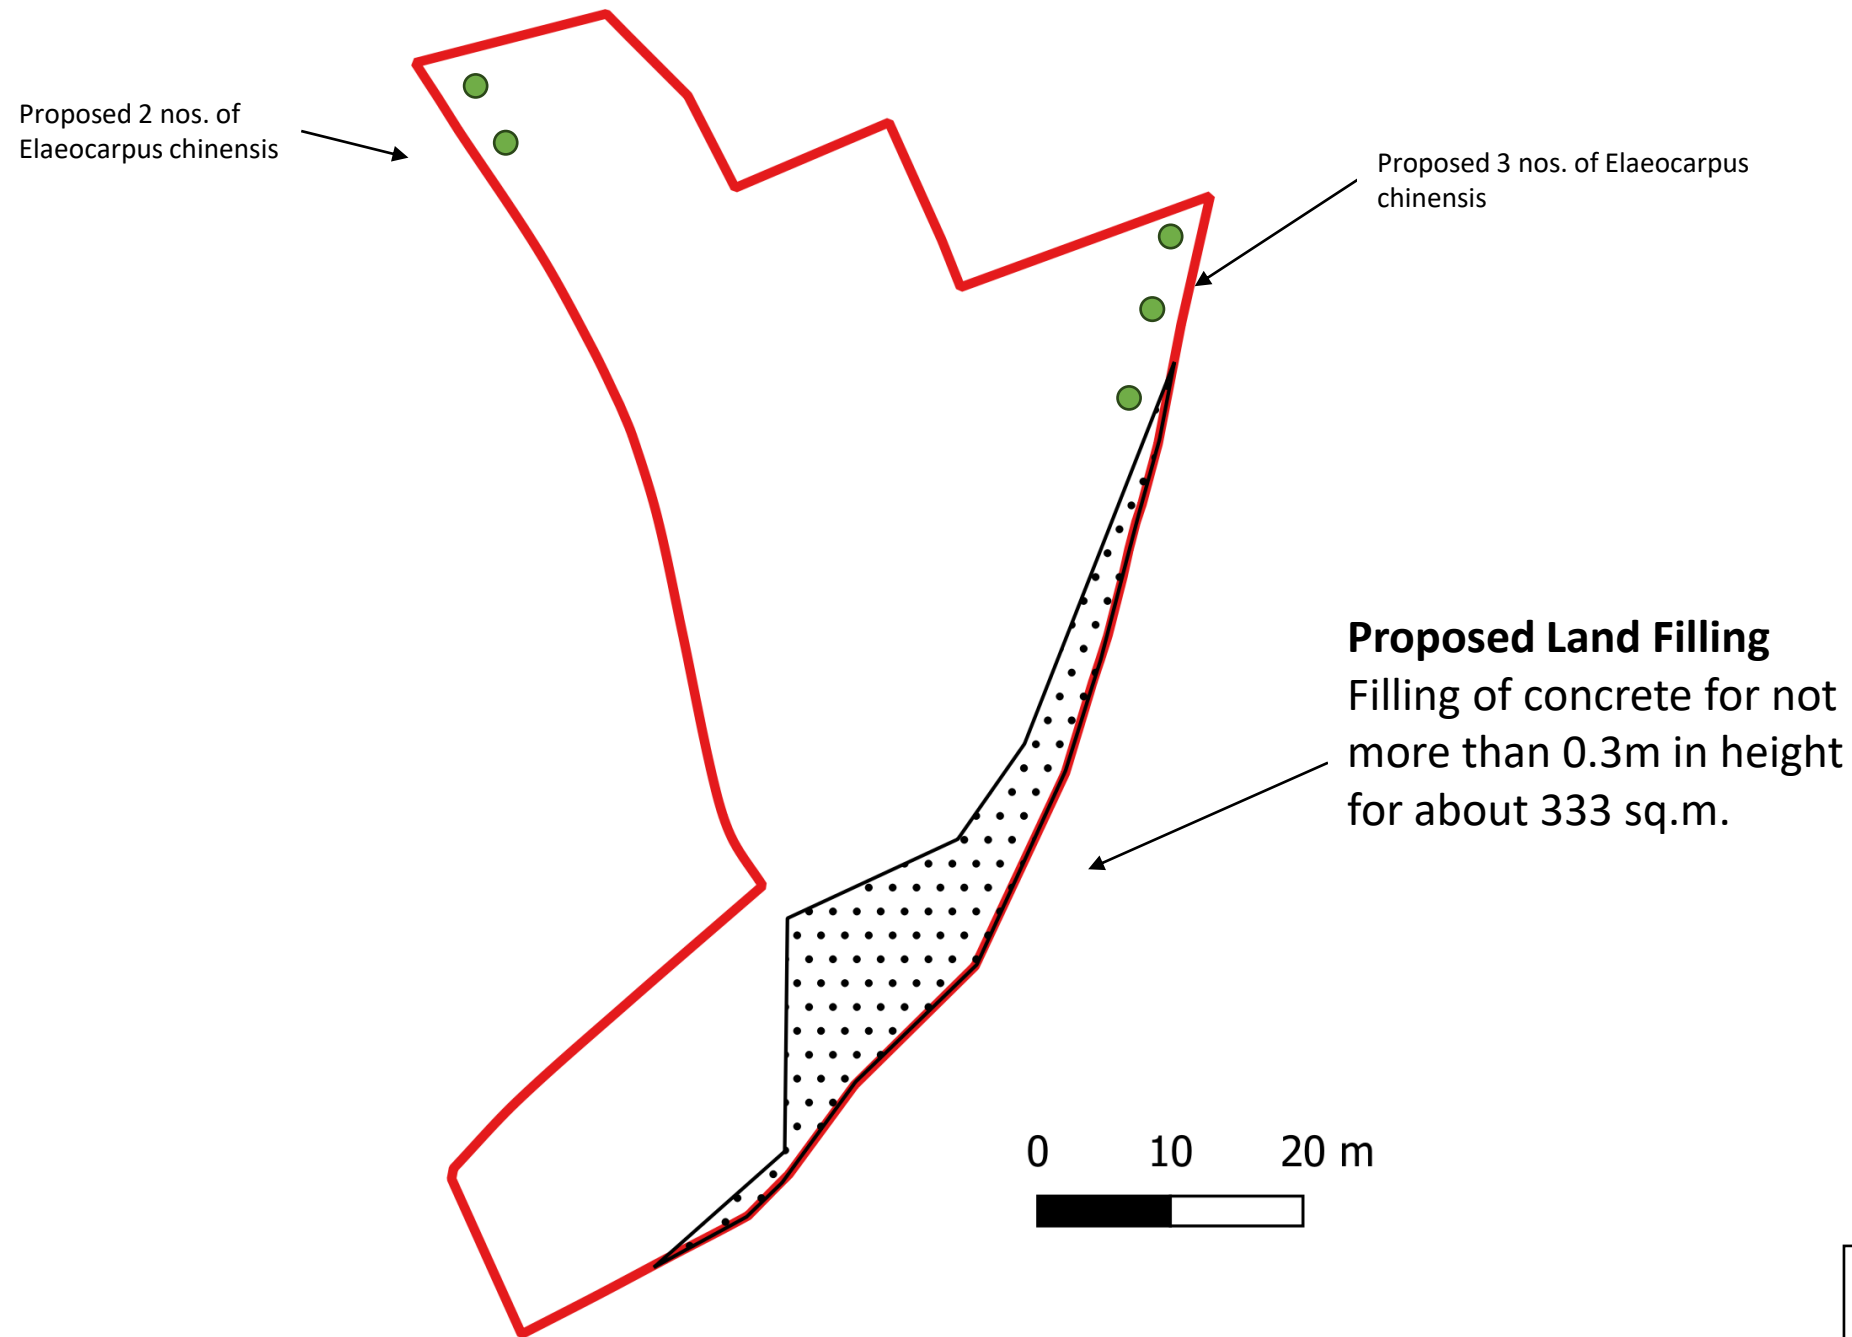 Proposed 2 nos. of
Elaeocarpus chinensis
Proposed 3 nos. of Elaeocarpus
chinensis
Proposed Land Filling
Filling of concrete for not
more than 0.3m in height
for about 333 sq.m.
0 10 20 m